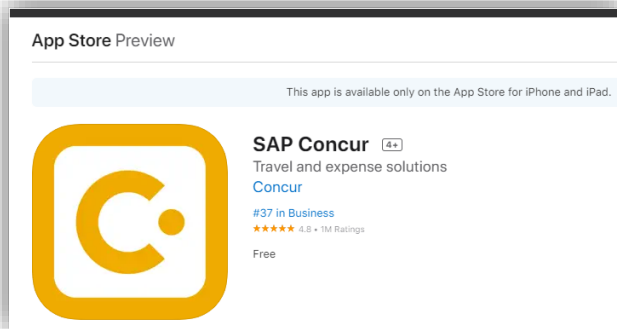 App Store Preview
This app is available only on the App Store for iPhone and iPad.
SAP Concur 4+
Travel and expense solutions
Concur
#37 in Business
★★★★★ 4.8 • 1M Ratings
Free